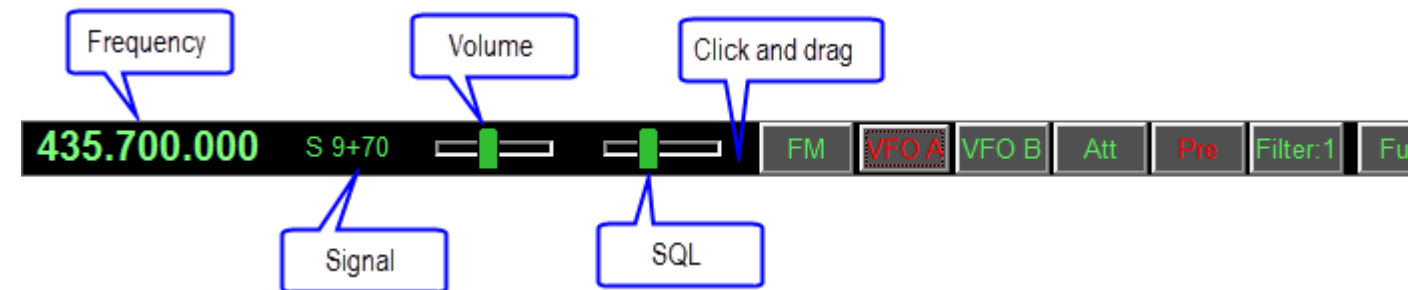 Frequency
Volume
Click and drag
435.700.000 S 9+70 FM VFO A VFO B Att Pre Filter:1 Fu
Signal
SQL